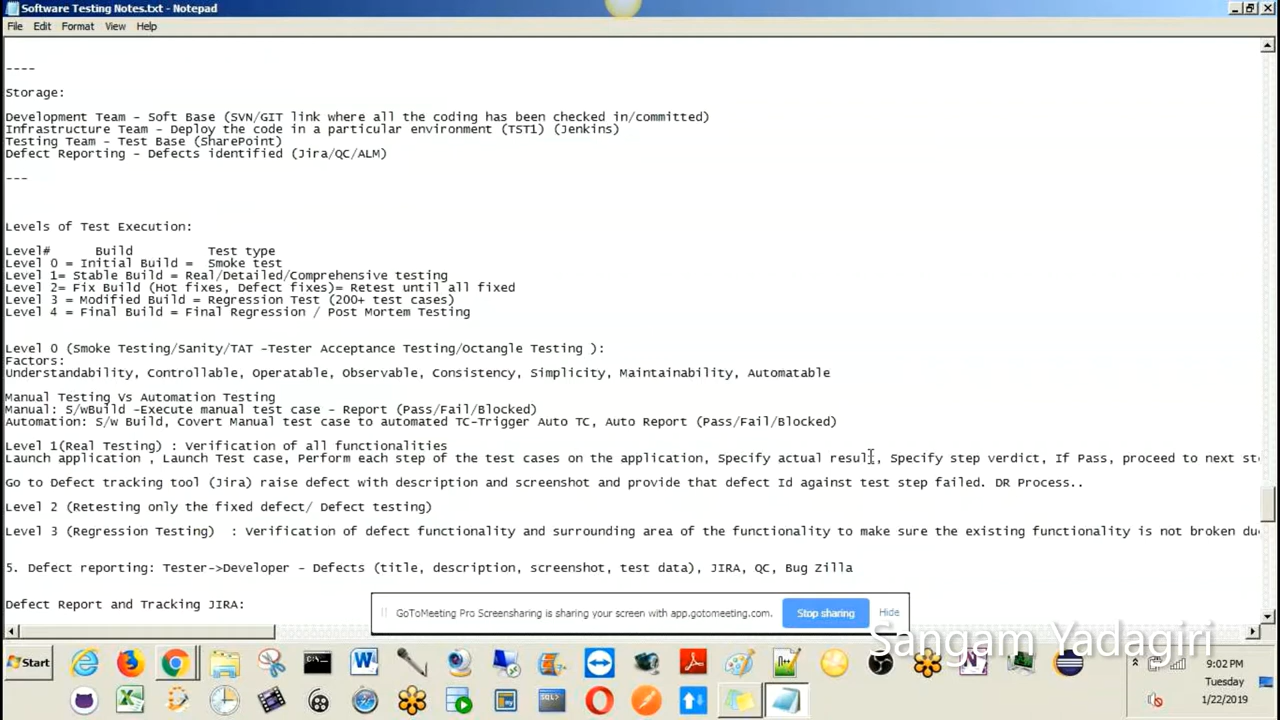 Software Testing Notes.txt - Notepad
File Edit Format View Help
----
Storage:
Development Team - Soft Base (SVN/GIT link where all the coding has been checked in/committed)
Infrastructure Team - Deploy the code in a particular environment (TST1) (Jenkins)
Testing Team - Test Base (SharePoint)
Defect Reporting - Defects identified (Jira/QC/ALM)
---
Levels of Test Execution:
Level# Build Test type
Level 0 = Initial Build = Smoke test
Level 1= Stable Build = Real/Detailed/Comprehensive testing
Level 2= Fix Build (Hot fixes, Defect fixes)= Retest until all fixed
Level 3 = Modified Build = Regression Test (200+ test cases)
Level 4 = Final Build = Final Regression / Post Mortem Testing
Level 0 (Smoke Testing/Sanity/TAT -Tester Acceptance Testing/Octangle Testing ):
Factors:
Understandability, Controllable, Operatable, Observable, Consistency, Simplicity, Maintainability, Automatable
Manual Testing Vs Automation Testing
Manual: S/wBuild -Execute manual test case - Report (Pass/Fail/Blocked)
Automation: S/w Build, Covert Manual test case to automated TC-Trigger Auto TC, Auto Report (Pass/Fail/Blocked)
Level 1(Real Testing) : Verification of all functionalities
Launch application , Launch Test case, Perform each step of the test cases on the application, Specify actual result, Specify step verdict, If Pass, proceed to next st
Go to Defect tracking tool (Jira) raise defect with description and screenshot and provide that defect Id against test step failed. DR Process..
Level 2 (Retesting only the fixed defect/ Defect testing)
Level 3 (Regression Testing) : Verification of defect functionality and surrounding area of the functionality to make sure the existing functionality is not broken du
5. Defect reporting: Tester->Developer - Defects (title, description, screenshot, test data), JIRA, QC, Bug Zilla
Defect Report and Tracking JIRA:
GoToMeeting Pro Screensharing is sharing your screen with app.gotomeeting.com. Stop sharing Hide
Sangam Yadagiri
Start
9:02 PM
Tuesday
1/22/2019